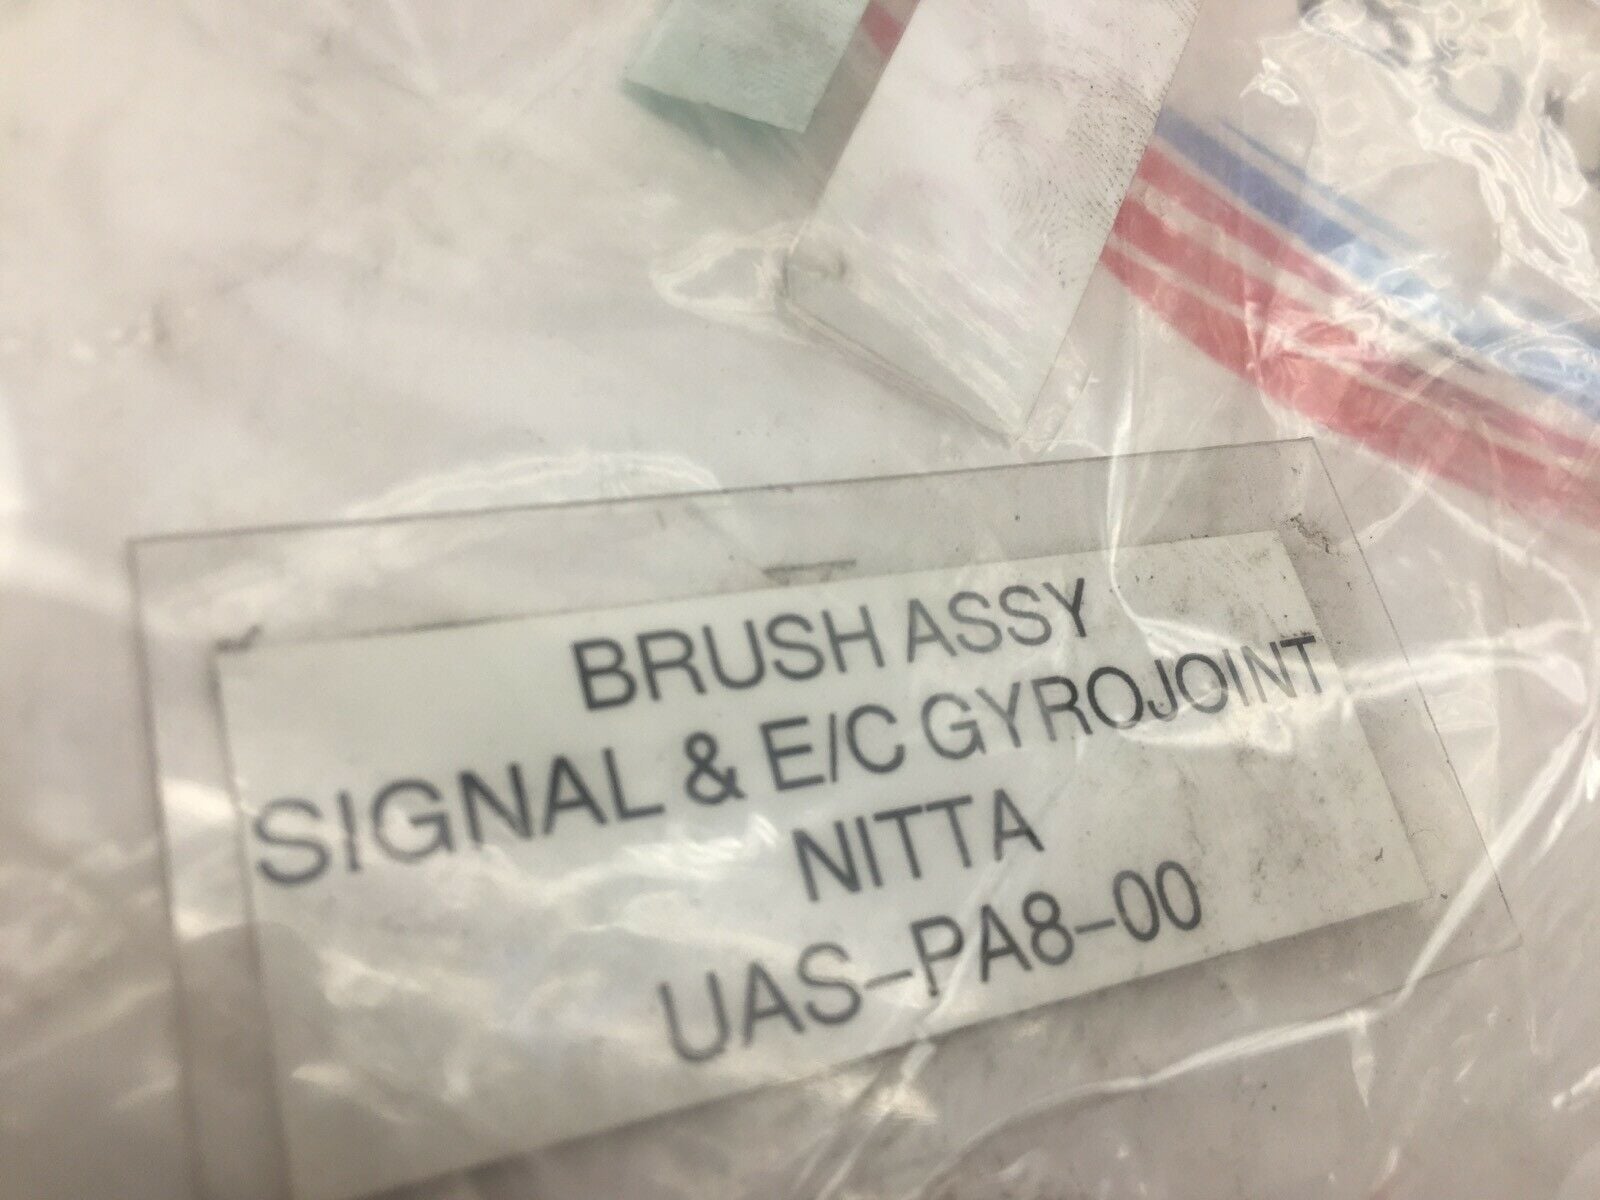 BRUSH ASSY
SIGNAL & E/C GYROJOINT
NITTA
UAS-PA8-00